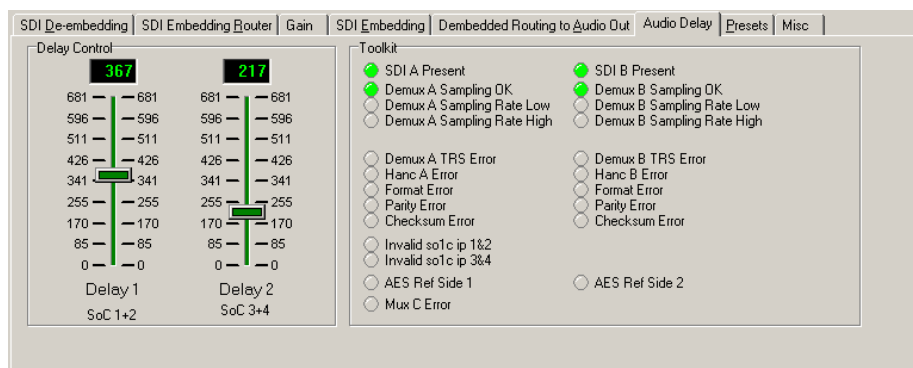 SDI De-embedding SDI Embedding Router Gain SDI Embedding Dembedded Routing to Audio Out Audio Delay Presets Misc
Delay Control
367 217
681 681 681 681
596 596 596 596
511 511 511 511
426 426 426 426
341 341 341 341
255 255 255 255
170 170 170 170
85 85 85 85
0 0 0 0
Delay 1 Delay 2
SoC 1+2 SoC 3+4
Toolkit
SDI A Present SDI B Present
Demux A Sampling OK Demux B Sampling OK
Demux A Sampling Rate Low Demux B Sampling Rate Low
Demux A Sampling Rate High Demux B Sampling Rate High
Demux A TRS Error Demux B TRS Error
Hanc A Error Hanc B Error
Format Error Format Error
Parity Error Parity Error
Checksum Error Checksum Error
Invalid so1c ip 1&2
Invalid so1c ip 3&4
AES Ref Side 1 AES Ref Side 2
Mux C Error